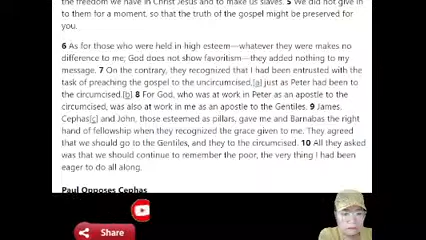 the freedom we have in Christ Jesus and to make us slaves. 5 We did not give in
to them for a moment, so that the truth of the gospel might be preserved for
you.
6 As for those who were held in high esteem—whatever they were makes no
difference to me; God does not show favoritism—they added nothing to my
message. 7 On the contrary, they recognized that I had been entrusted with the
task of preaching the gospel to the uncircumcised,[a] just as Peter had been to
the circumcised.[b] 8 For God, who was at work in Peter as an apostle to the
circumcised, was also at work in me as an apostle to the Gentiles. 9 James,
Cephas[c] and John, those esteemed as pillars, gave me and Barnabas the right
hand of fellowship when they recognized the grace given to me. They agreed
that we should go to the Gentiles, and they to the circumcised. 10 All they asked
was that we should continue to remember the poor, the very thing I had been
eager to do all along.
Paul Opposes Cephas
Share